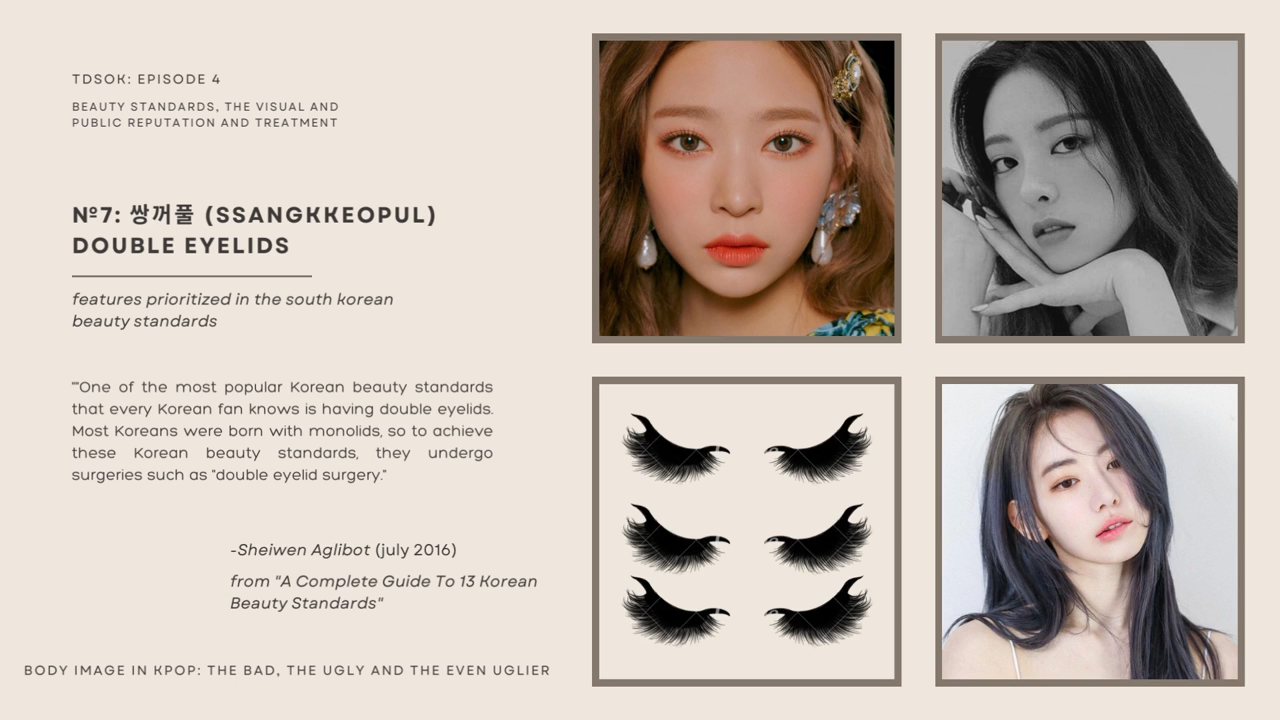 TDSOK: EPISODE 4
BEAUTY STANDARDS, THE VISUAL AND
PUBLIC REPUTATION AND TREATMENT
Nº7: 쌍꺼풀 (SSANGKKEOPUL)
DOUBLE EYELIDS
features prioritized in the south korean
beauty standards
""One of the most popular Korean beauty standards
that every Korean fan knows is having double eyelids.
Most Koreans were born with monolids, so to achieve
these Korean beauty standards, they undergo
surgeries such as "double eyelid surgery."
-Sheiwen Aglibot (july 2016)
from "A Complete Guide To 13 Korean
Beauty Standards"
BODY IMAGE IN KPOP: THE BAD, THE UGLY AND THE EVEN UGLIER